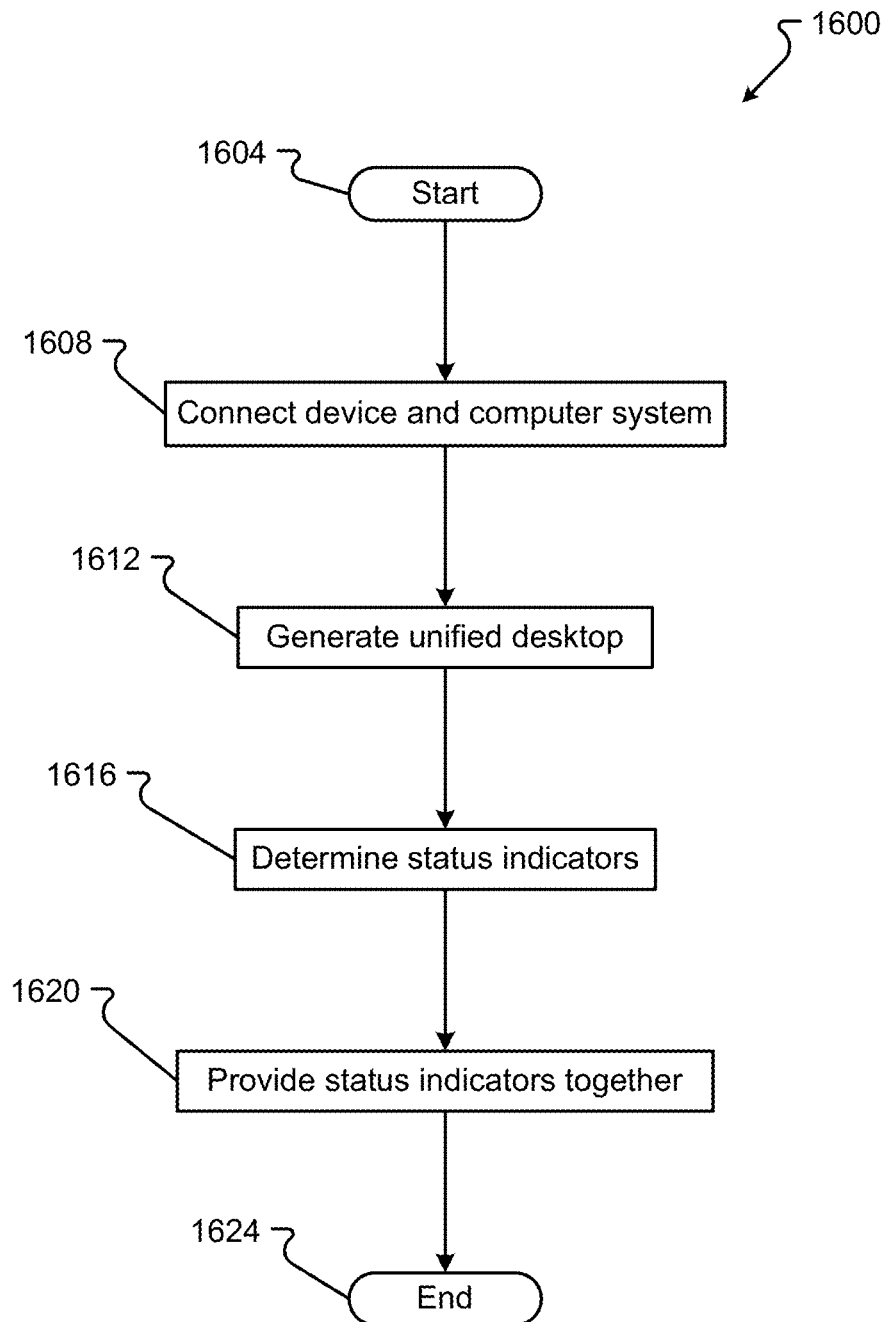 1600
1604
Start
1608
Connect device and computer system
1612
Generate unified desktop
1616
Determine status indicators
1620
Provide status indicators together
1624
End